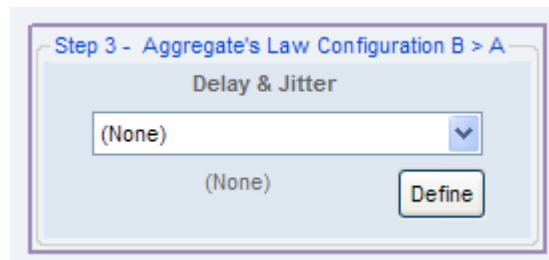 Step 3 - Aggregate's Law Configuration B > A
Delay & Jitter
(None)
(None)
Define